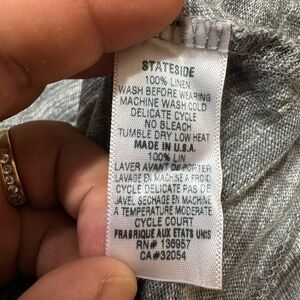 STATESIDE
100% LINEN
WASH BEFORE WEARING
MACHINE WASH COLD
DELICATE CYCLE
NO BLEACH
TUMBLE DRY LOW HEAT
MADE IN U.S.A.
100% LIN
LAVER AVANT DE PORTER
LAVAGE EN MACHINE A FROID
CYCLE DELICATE PAS DE
JAVEL SECHAGE EN MACHINE
A TEMPERATURE MODERATE
CYCLE COURT
FRABRIQUE AUX ETATS UNIS
RN# 136957
CA#32054